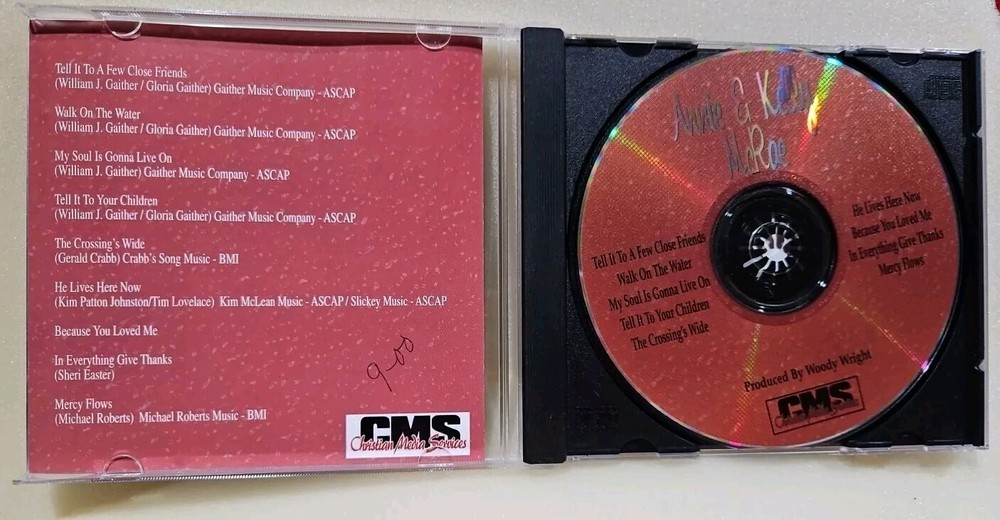 Tell It To A Few Close Friends
(William J. Gaither / Gloria Gaither) Gaither Music Company - ASCAP
Walk On The Water
(William J. Gaither / Gloria Gaither) Gaither Music Company - ASCAP
My Soul Is Gonna Live On
(William J. Gaither) Gaither Music Company - ASCAP
Tell It To Your Children
(William J. Gaither / Gloria Gaither) Gaither Music Company - ASCAP
The Crossing's Wide
(Gerald Crabb) Crabb's Song Music - BMI
He Lives Here Now
(Kim Patton Johnston/Tim Lovelace) Kim McLean Music - ASCAP / Slickey Music - ASCAP
Because You Loved Me
In Everything Give Thanks
(Sheri Easter)
Mercy Flows
(Michael Roberts) Michael Roberts Music - BMI
9-00
CMS
Christian Media Services
& Kelly
McRae
Tell It To A Few Close Friends
Walk On The Water
My Soul Is Gonna Live On
Tell It To Your Children
The Crossing's Wide
He Lives Here Now
Because You Loved Me
In Everything Give Thanks
Mercy Flows
Produced By Woody Wright
CMS